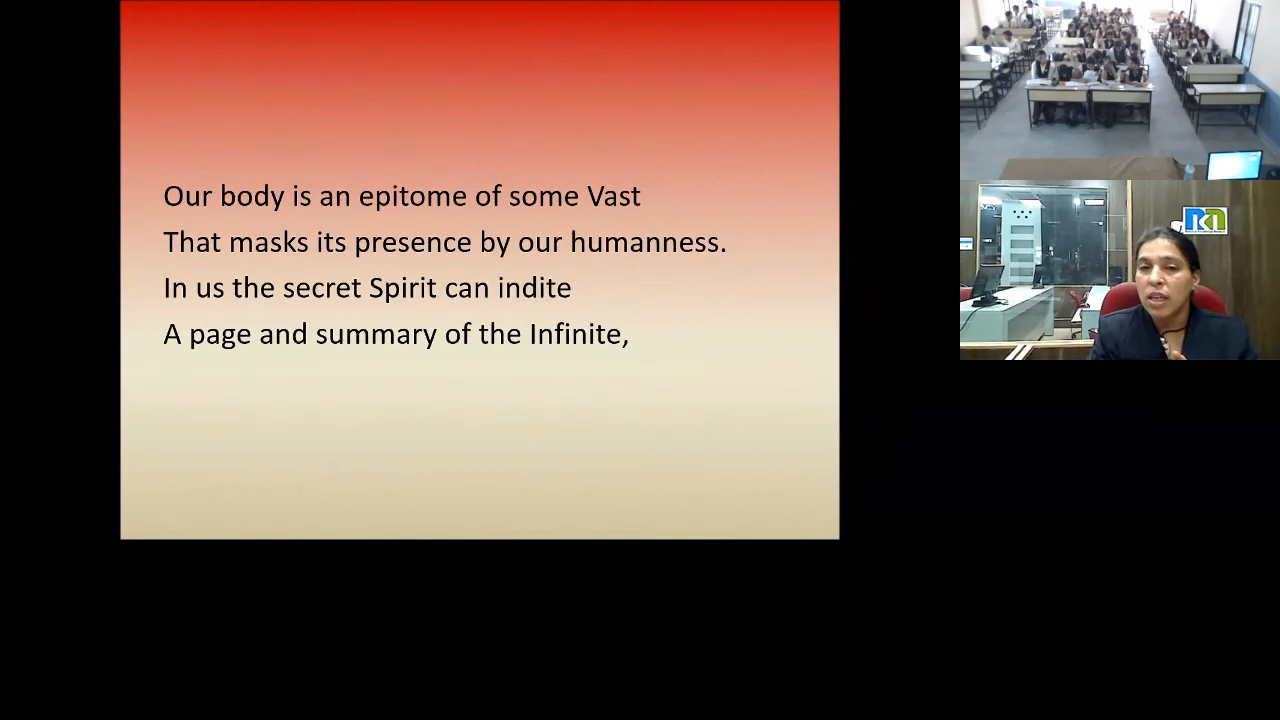 Our body is an epitome of some Vast
That masks its presence by our humanness.
In us the secret Spirit can indite
A page and summary of the Infinite,